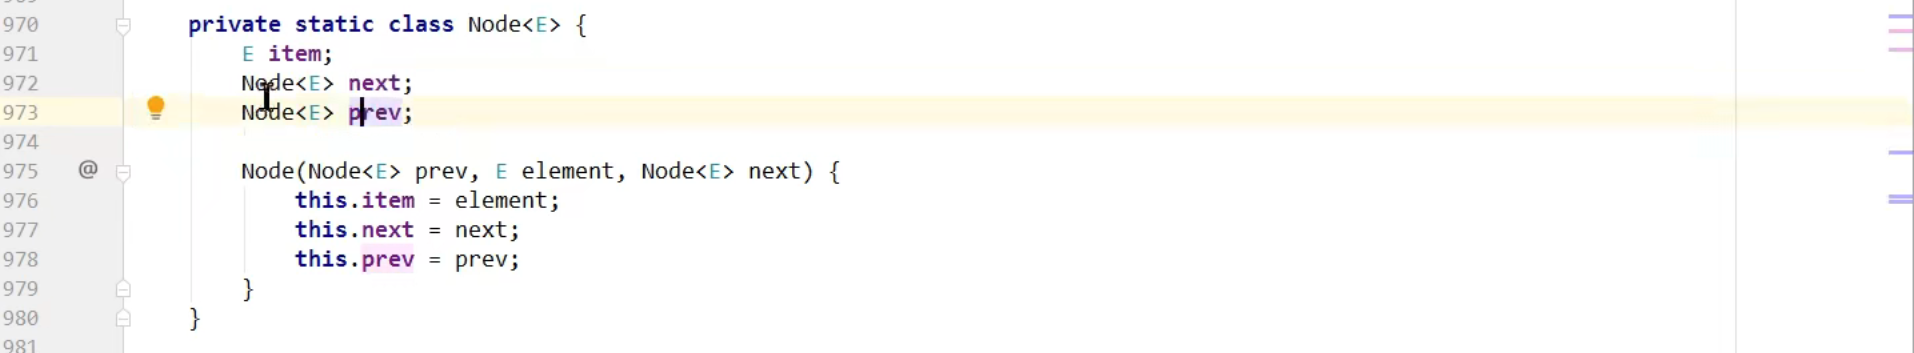 970 private static class Node<E> {
971 E item;
972 Node<E> next;
973 Node<E> prev;
974
975 @ Node(Node<E> prev, E element, Node<E> next) {
976 this.item = element;
977 this.next = next;
978 this.prev = prev;
979 }
980 }
981